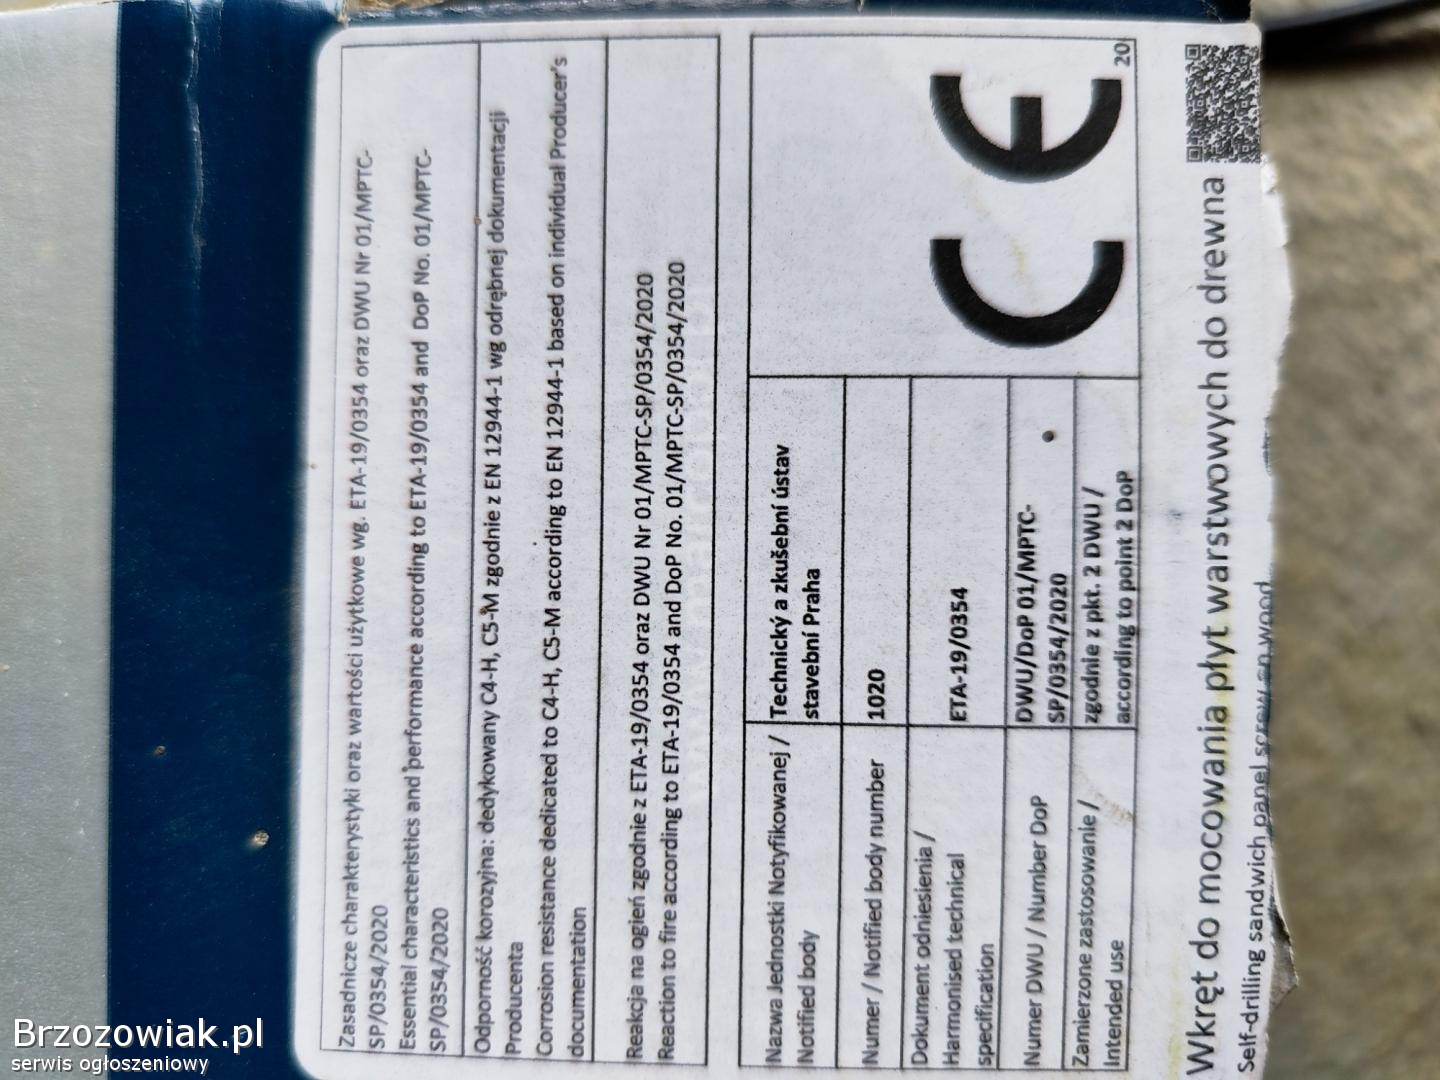 Zasadnicze charakterystyki oraz wartości użytkowe wg. ETA-19/0354 oraz DWU Nr 01/MPTC-
SP/0354/2020
Essential characteristics and performance according to ETA-19/0354 and DoP No. 01/MPTC-
SP/0354/2020
Odporność korozyjna: dedykowany C4-H, C5-M zgodnie z EN 12944-1 wg odrębnej dokumentacji
Producenta
Corrosion resistance dedicated to C4-H, C5-M according to EN 12944-1 based on individual Producer's
documentation
Reakcja na ogień zgodnie z ETA-19/0354 oraz DWU Nr 01/MPTC-SP/0354/2020
Reaction to fire according to ETA-19/0354 and DoP No. 01/MPTC-SP/0354/2020
Nazwa Jednostki Notyfikowanej /
Notified body
Technický a zkušební ústav
stavební Praha
Numer / Notified body number
1020
Dokument odniesienia /
Harmonised technical
specification
ETA-19/0354
Numer DWU / Number DoP
DWU/DoP 01/MPTC-
SP/0354/2020
Zamierzone zastosowanie /
Intended use
zgodnie z pkt. 2 DWU /
according to point 2 DoP
CE
20
Wkręt do mocowania płyt warstwowych do drewna
Self-drilling sandwich panel screw on wood
Brzozowiak.pl
serwis ogłoszeniowy